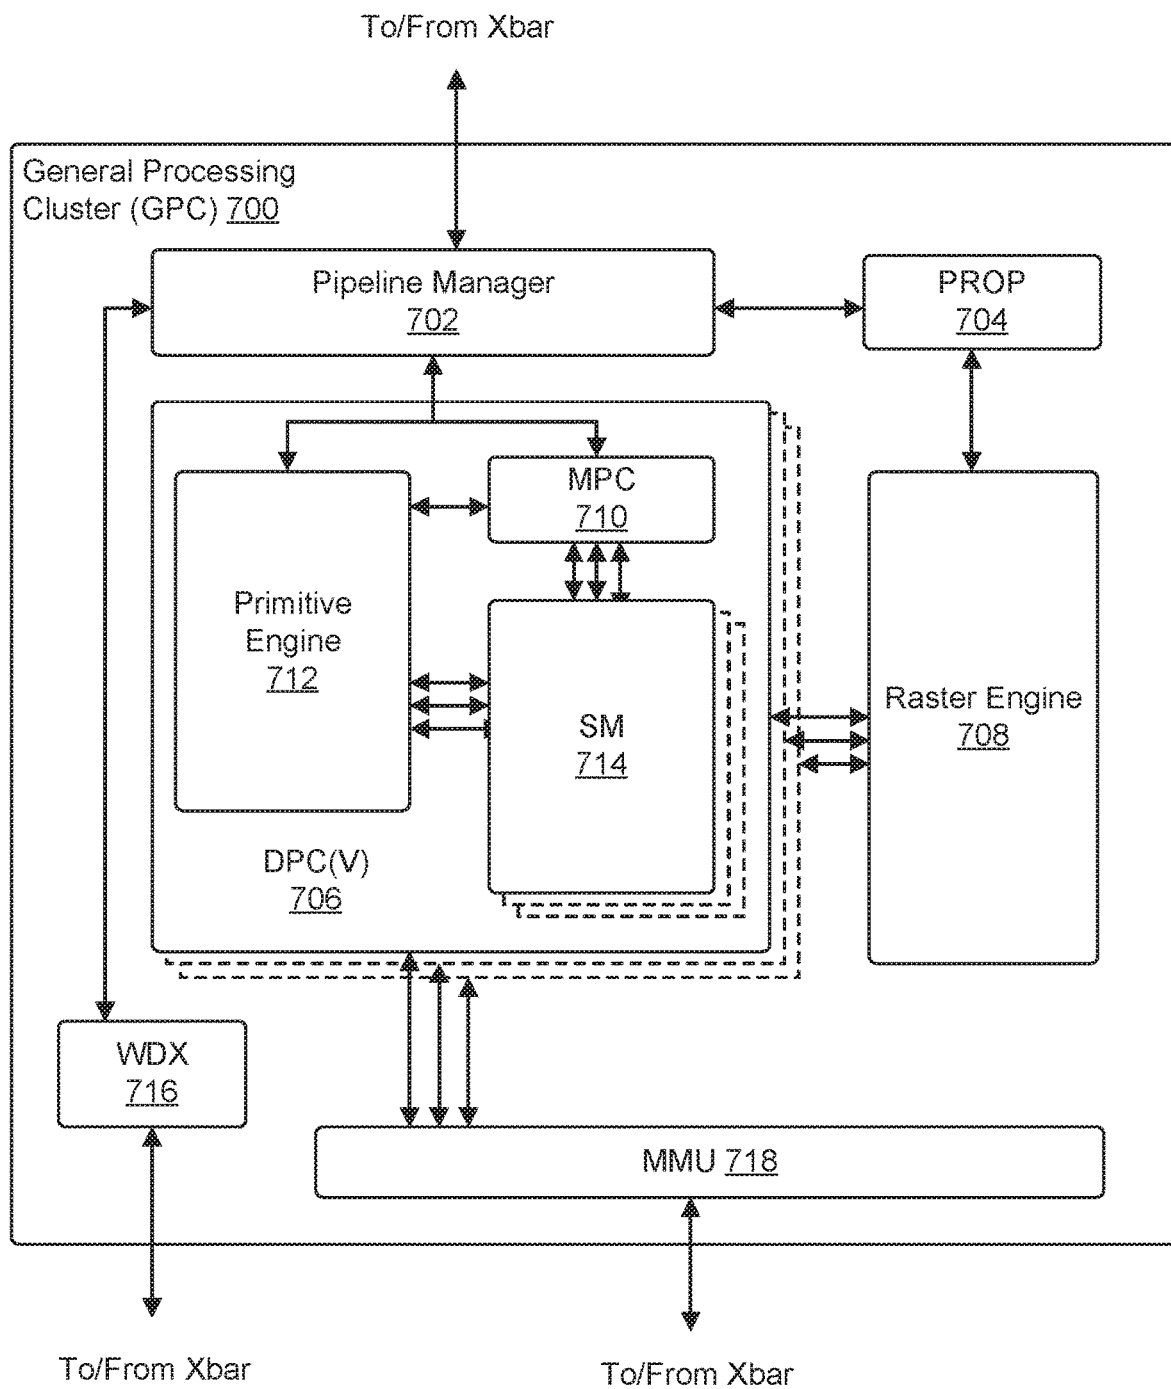 To/From Xbar
General Processing
Cluster (GPC) 700
Pipeline Manager
702
PROP
704
MPC
710
Primitive
Engine
712
SM
714
Raster Engine
708
DPC(V)
706
WDX
716
MMU 718
To/From Xbar
To/From Xbar